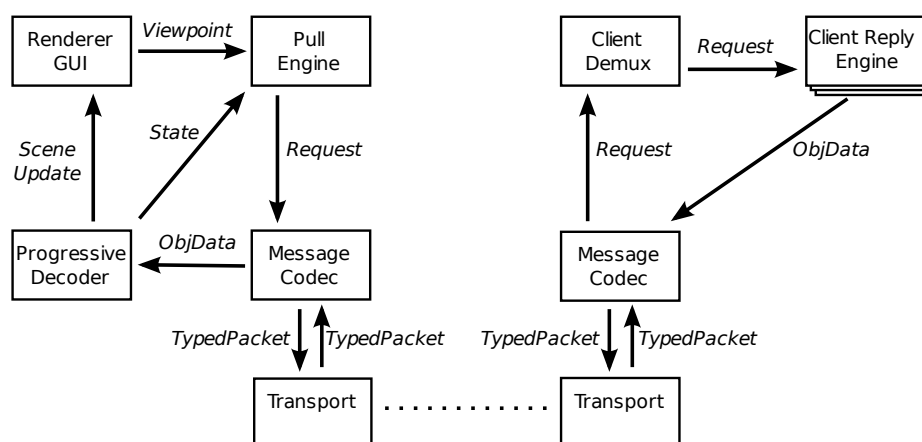 Renderer
GUI
Viewpoint
Pull
Engine
Client
Demux
Request
Client Reply
Engine
Scene
Update
State
Request
Request
ObjData
Progressive
Decoder
ObjData
Message
Codec
Message
Codec
TypedPacket
TypedPacket
TypedPacket
TypedPacket
Transport
Transport